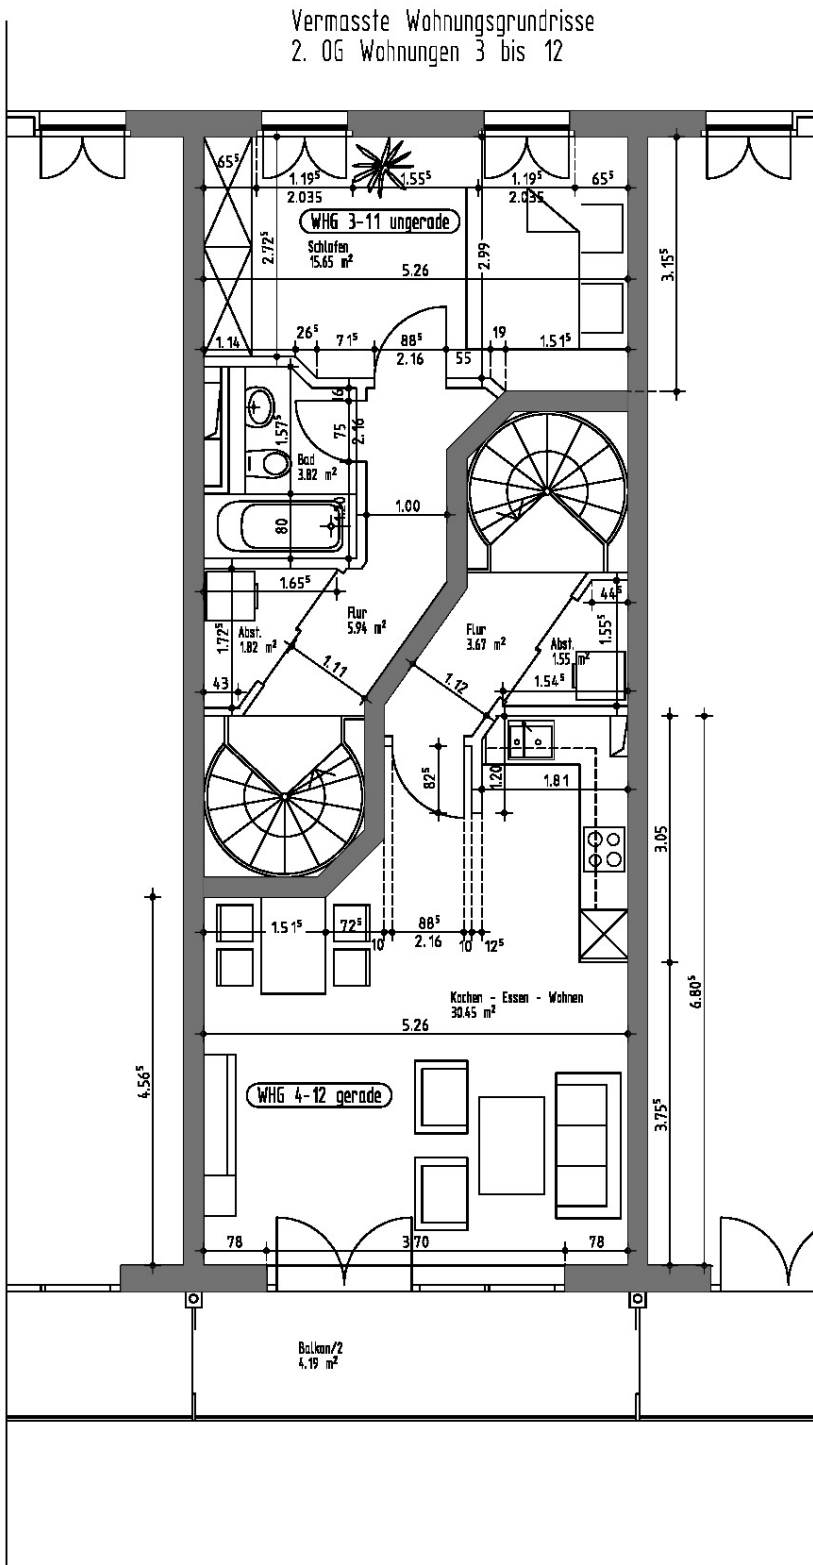 Vermasste Wohnungsgrundrisse
2. OG Wohnungen 3 bis 12
65⁵
1.19⁵
2.035
1.55⁵
1.19⁵
2.035
65⁵
WHG 3-11 ungerade
Schlafen
15.65 m²
2.72⁵
2.99
3.15⁵
5.26
1.14
26⁵
71⁵
88⁵
2.16
55
19
1.51⁵
16
1.57⁵
75
2.16
Bad
3.82 m²
80
1.20
1.00
1.65⁵
Abst.
1.82 m²
1.72⁵
Flur
5.94 m²
Flur
3.67 m²
44⁵
1.55⁵
Abst.
1.55 m²
43
1.11
1.12
1.54⁵
82⁵
1.20
1.81
3.05
1.51⁵
72⁵
10
88⁵
2.16
10
12⁵
Kochen - Essen - Wohnen
30.45 m²
6.80⁵
5.26
4.56⁵
WHG 4-12 gerade
3.75⁵
78
3.70
78
Balkon/2
4.19 m²